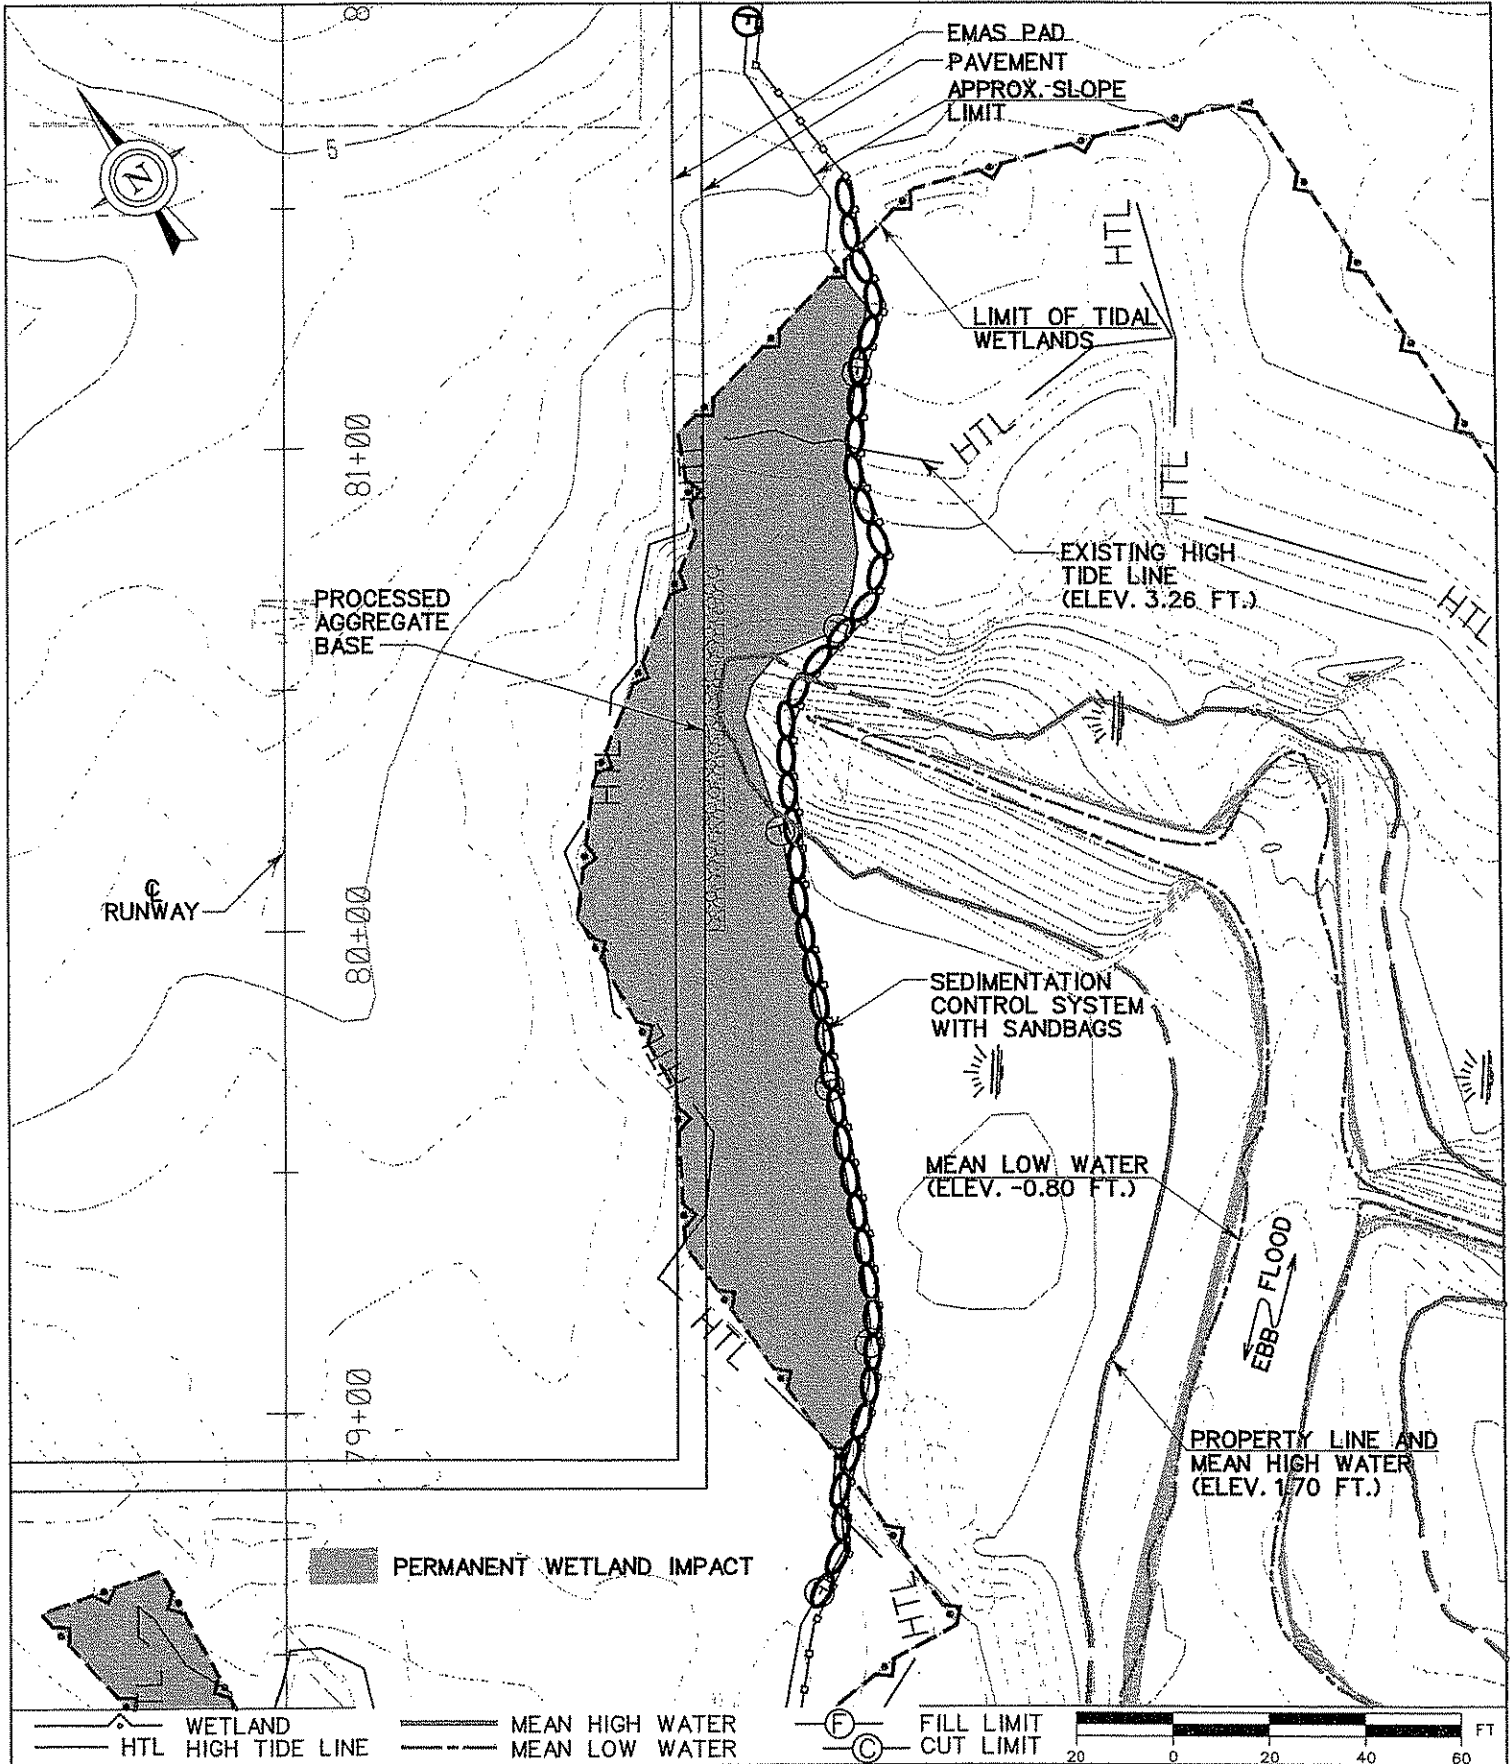 8
F
EMAS PAD
PAVEMENT
APPROX. SLOPE
LIMIT
5
N
HTL
LIMIT OF TIDAL
WETLANDS
HTL
81+00
HTL
EXISTING HIGH
TIDE LINE
(ELEV. 3.26 FT.)
HTL
PROCESSED
AGGREGATE
BASE
HTL
℄
RUNWAY
80+00
SEDIMENTATION
CONTROL SYSTEM
WITH SANDBAGS
MEAN LOW WATER
(ELEV. -0.80 FT.)
EBB FLOOD
HTL
79+00
PROPERTY LINE AND
MEAN HIGH WATER
(ELEV. 1.70 FT.)
PERMANENT WETLAND IMPACT
HTL
WETLAND
HTL HIGH TIDE LINE
MEAN HIGH WATER
MEAN LOW WATER
F FILL LIMIT
C CUT LIMIT
20 0 20 40 60 FT